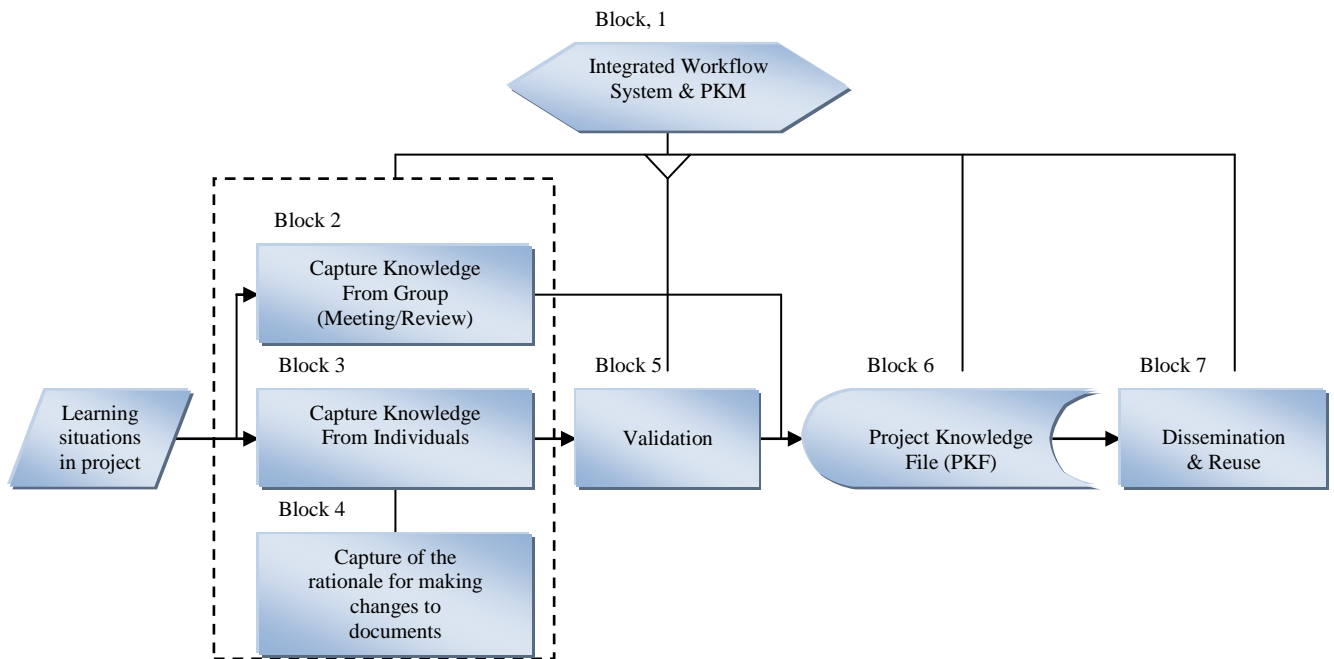 Block, 1
Integrated Workflow
System & PKM
Block 2
Capture Knowledge
From Group
(Meeting/Review)
Block 3
Capture Knowledge
From Individuals
Block 4
Capture of the
rationale for making
changes to
documents
Learning
situations
in project
Block 5
Validation
Block 6
Project Knowledge
File (PKF)
Block 7
Dissemination
& Reuse